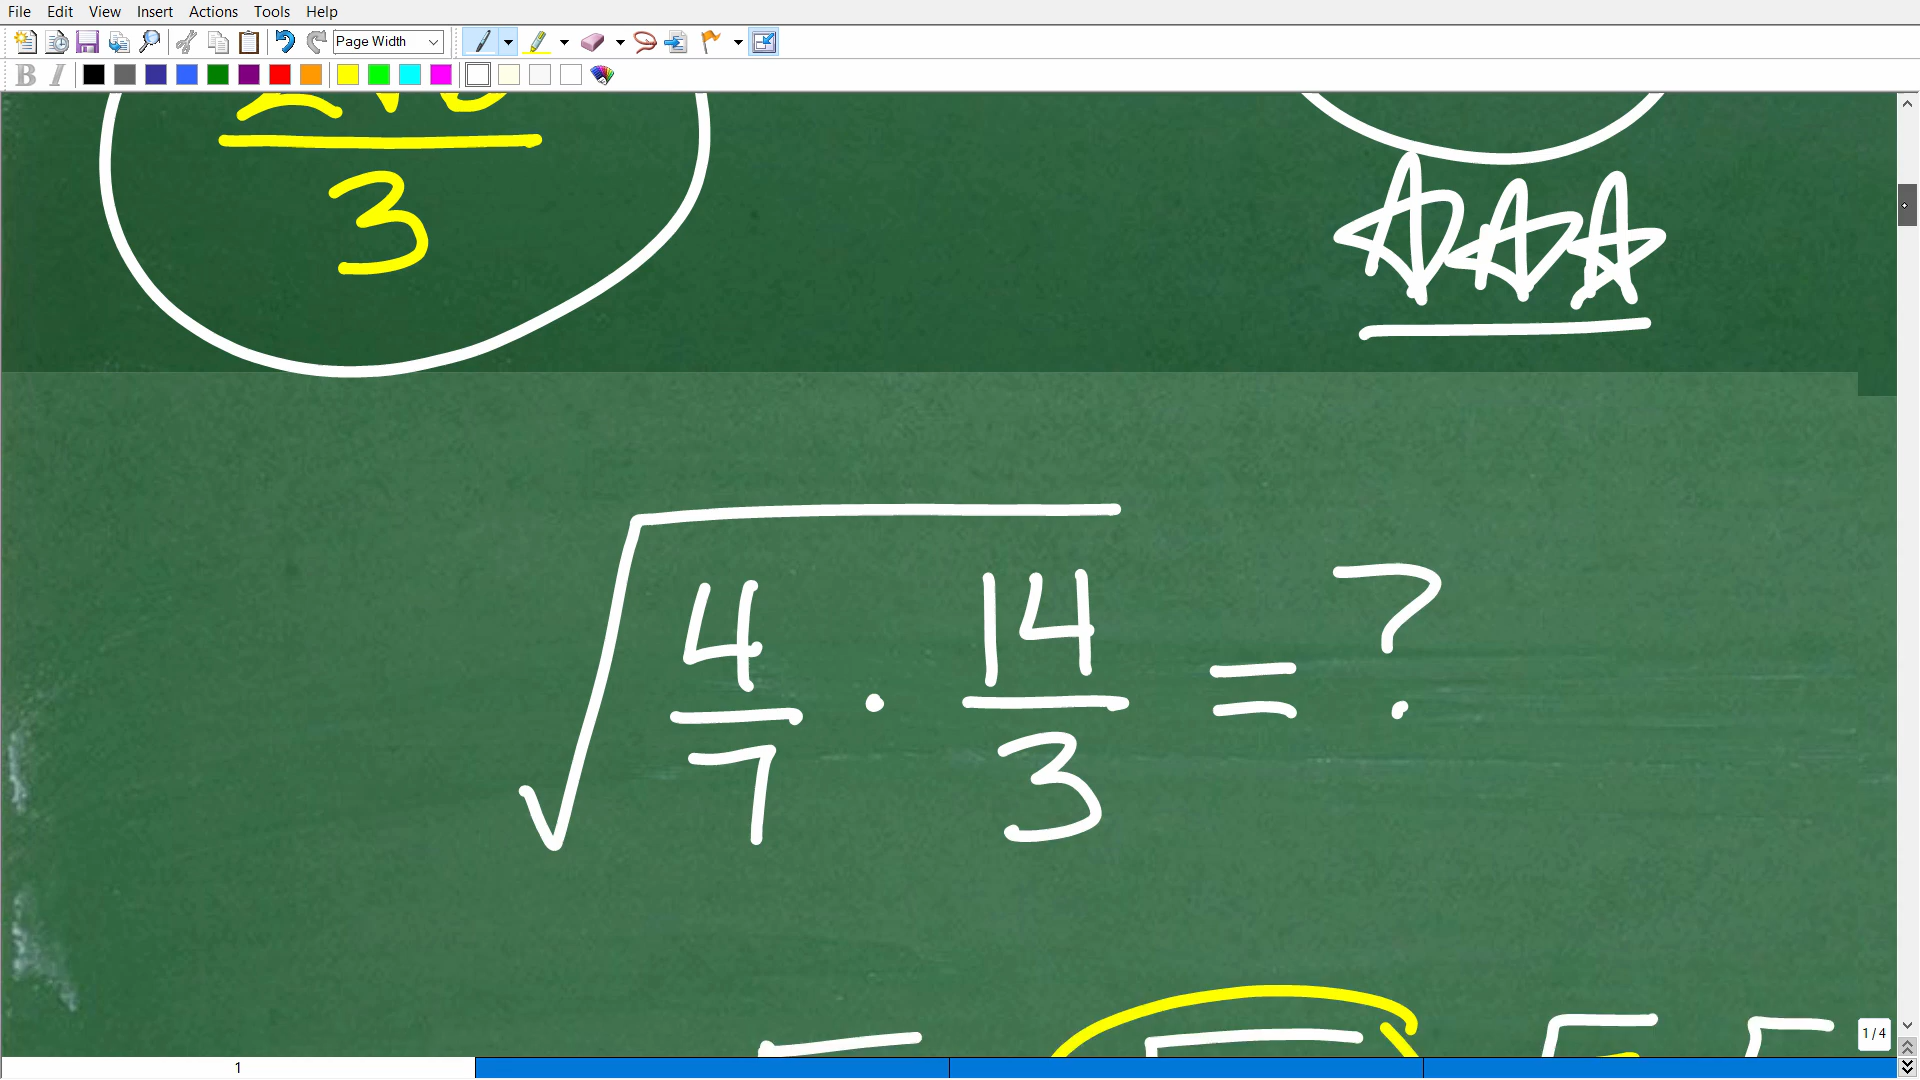 File Edit View Insert Actions Tools Help
Page Width
B I
3
√(4/7 · 14/3) = ?
1 / 4
1